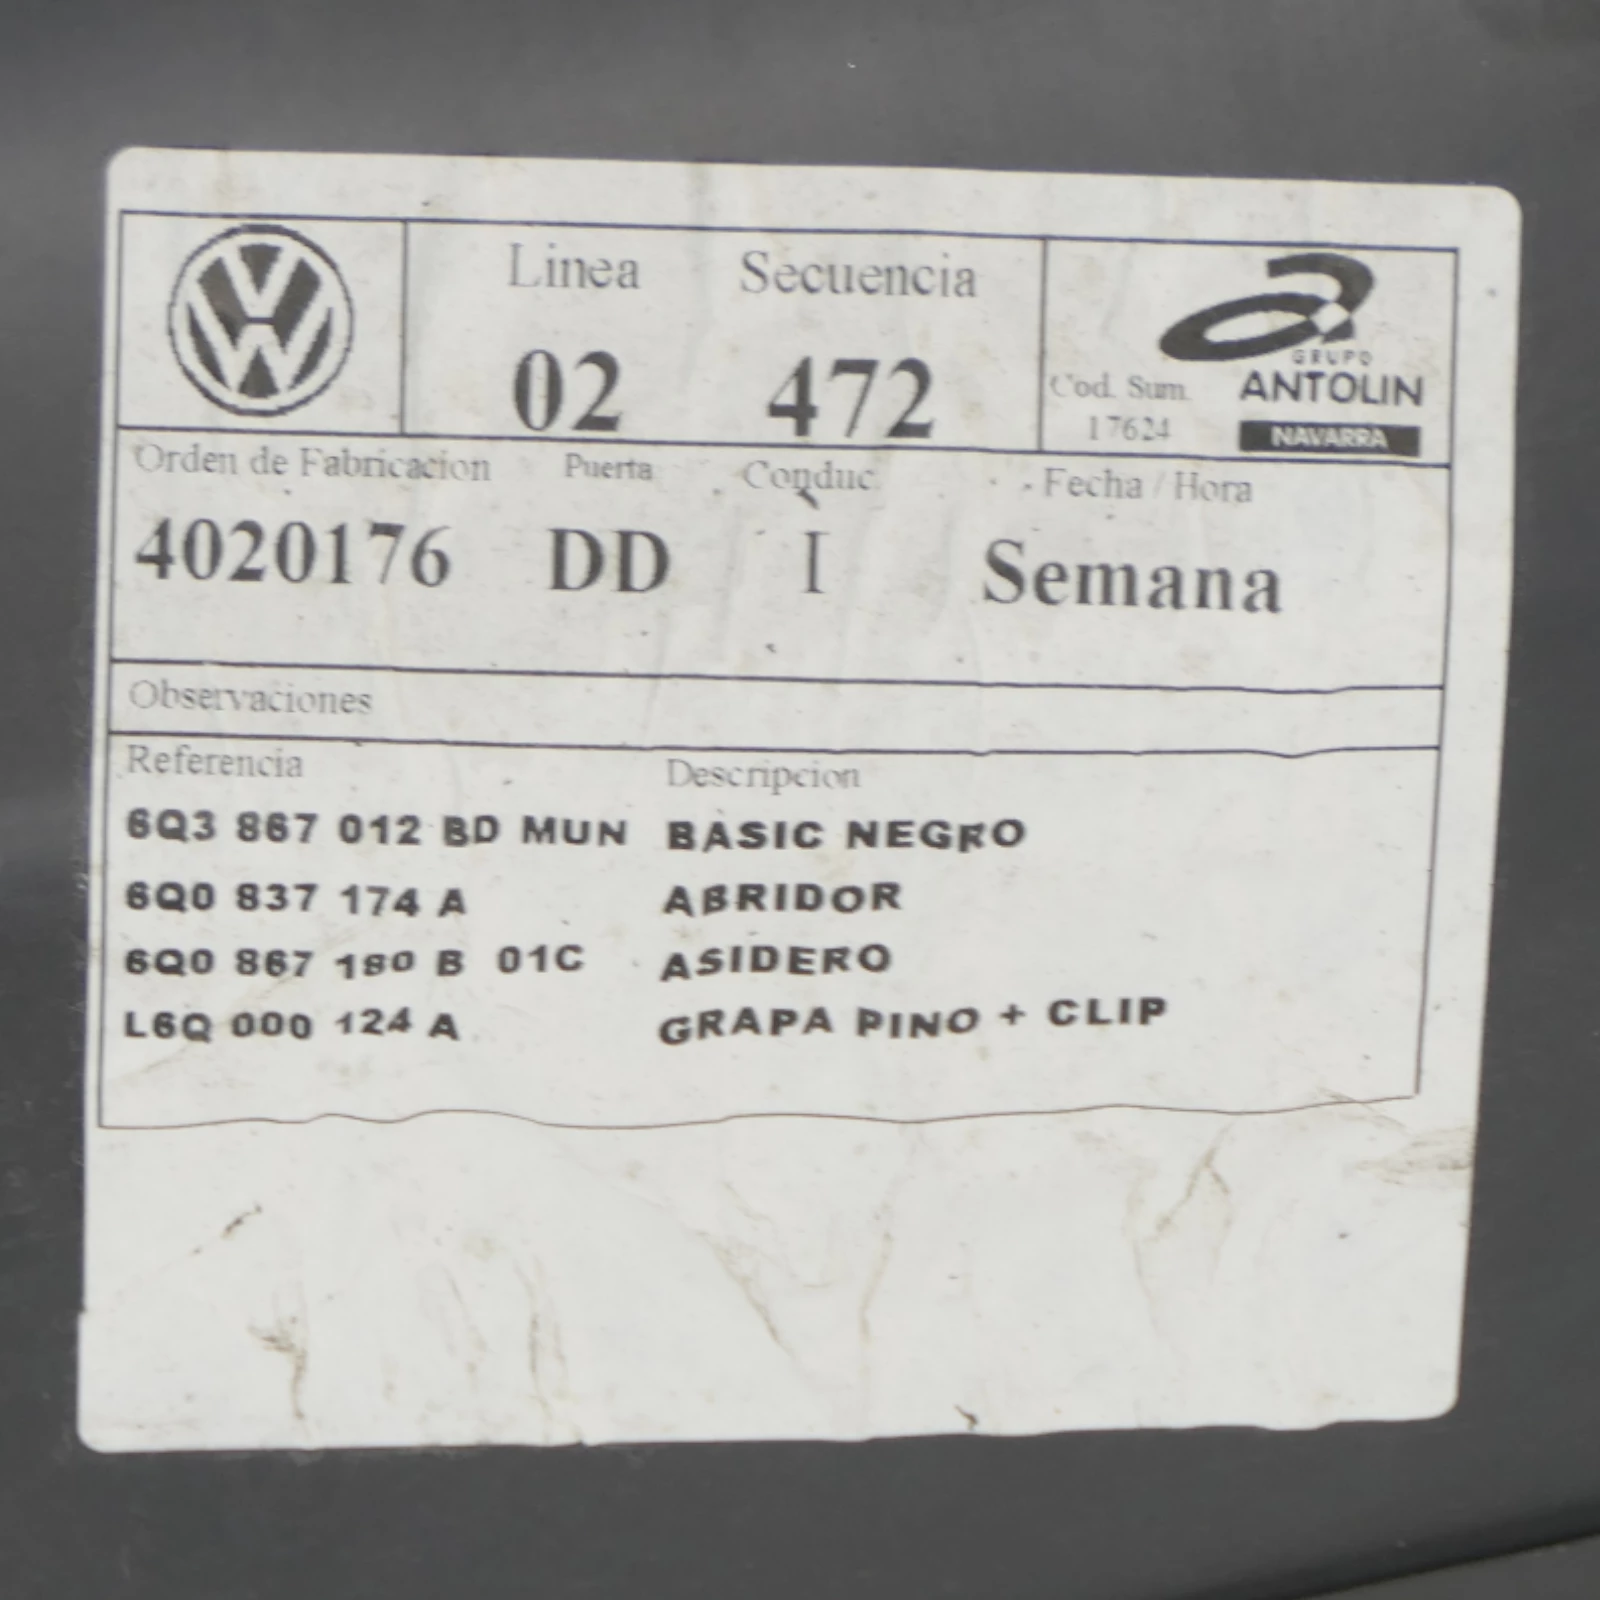 Linea Secuencia
02 472
GRUPO
ANTOLIN
NAVARRA
Cod. Sum.
17624
Orden de Fabricacion Puerta Conduc. Fecha / Hora
4020176 DD I Semana
Observaciones
Referencia Descripcion
6Q3 867 012 BD MUN BASIC NEGRO
6Q0 837 174 A ABRIDOR
6Q0 867 180 B 01C ASIDERO
L6Q 000 124 A GRAPA PINO + CLIP